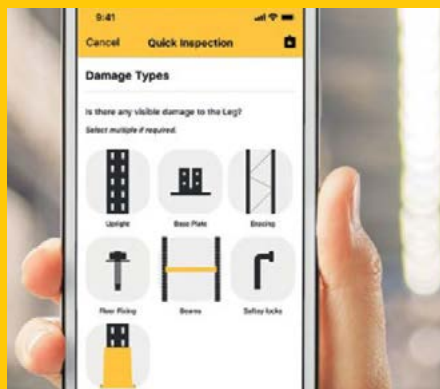 9:41
Cancel Quick Inspection
Damage Types
Is there any visible damage to the Leg?
Select multiple if required.
Upright Base Plate Bracing
Floor Fixing Beams Saftey locks